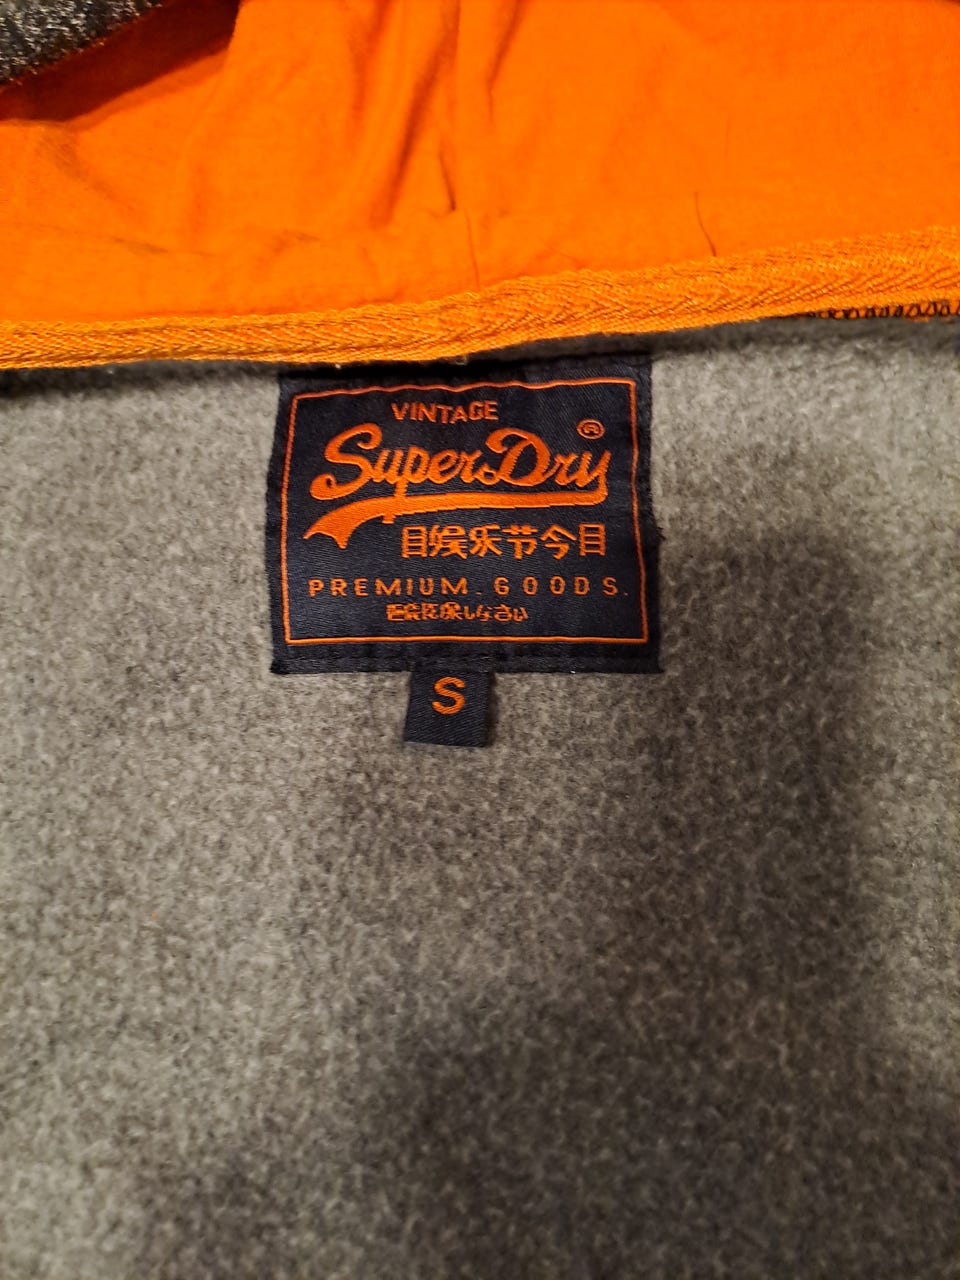 VINTAGE
SuperDry®
目娱乐节今目
PREMIUM.GOODS.
S